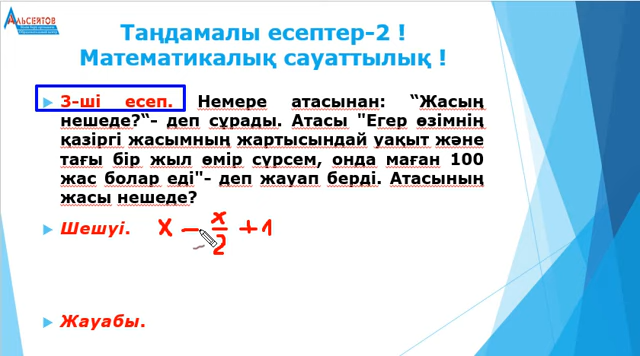 АЛЬСЕИТОВ
Таңдамалы есептер-2 !
Математикалық сауаттылық !
3-ші есеп. Немере атасынан: "Жасың
нешеде?"- деп сұрады. Атасы "Егер өзімнің
қазіргі жасымның жартысындай уақыт және
тағы бір жыл өмір сүрсем, онда маған 100
жас болар еді"- деп жауап берді. Атасының
жасы нешеде?
Шешуі. x − x/2 + 1
Жауабы.